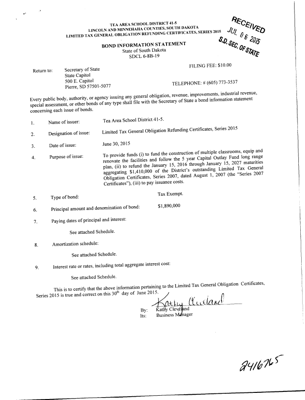 TEA AREA SCHOOL DISTRICT 41-5
LINCOLN AND MINNEHAHA COUNTIES, SOUTH DAKOTA
LIMITED TAX GENERAL OBLIGATION REFUNDING CERTIFICATES, SERIES 2015
RECEIVED
JUL 06 2015
S.D. SEC. OF STATE
BOND INFORMATION STATEMENT
State of South Dakota
SDCL 6-8B-19
FILING FEE: $10.00
Return to: Secretary of State
State Capitol
500 E. Capitol
Pierre, SD 57501-5077
TELEPHONE: # (605) 773-3537
Every public body, authority, or agency issuing any general obligation, revenue, improvements, industrial revenue,
special assessment, or other bonds of any type shall file with the Secretary of State a bond information statement
concerning each issue of bonds.
1. Name of issuer: Tea Area School District 41-5.
2. Designation of issue: Limited Tax General Obligation Refunding Certificates, Series 2015
3. Date of issue: June 30, 2015
4. Purpose of issue: To provide funds (i) to fund the construction of multiple classrooms, equip and
renovate the facilities and follow the 5 year Capital Outlay Fund long range
plan, (ii) to refund the January 15, 2016 through January 15, 2027 maturities
aggregating $1,410,000 of the District's outstanding Limited Tax General
Obligation Certificates, Series 2007, dated August 1, 2007 (the "Series 2007
Certificates"), (iii) to pay issuance costs.
5. Type of bond: Tax Exempt.
6. Principal amount and denomination of bond: $1,890,000
7. Paying dates of principal and interest:
See attached Schedule.
8. Amortization schedule:
See attached Schedule.
9. Interest rate or rates, including total aggregate interest cost:
See attached Schedule.
This is to certify that the above information pertaining to the Limited Tax General Obligation Certificates,
Series 2015 is true and correct on this 30th day of June 2015.
Kathy Cleveland
By: Kathy Cleveland
Its: Business Manager
2416765